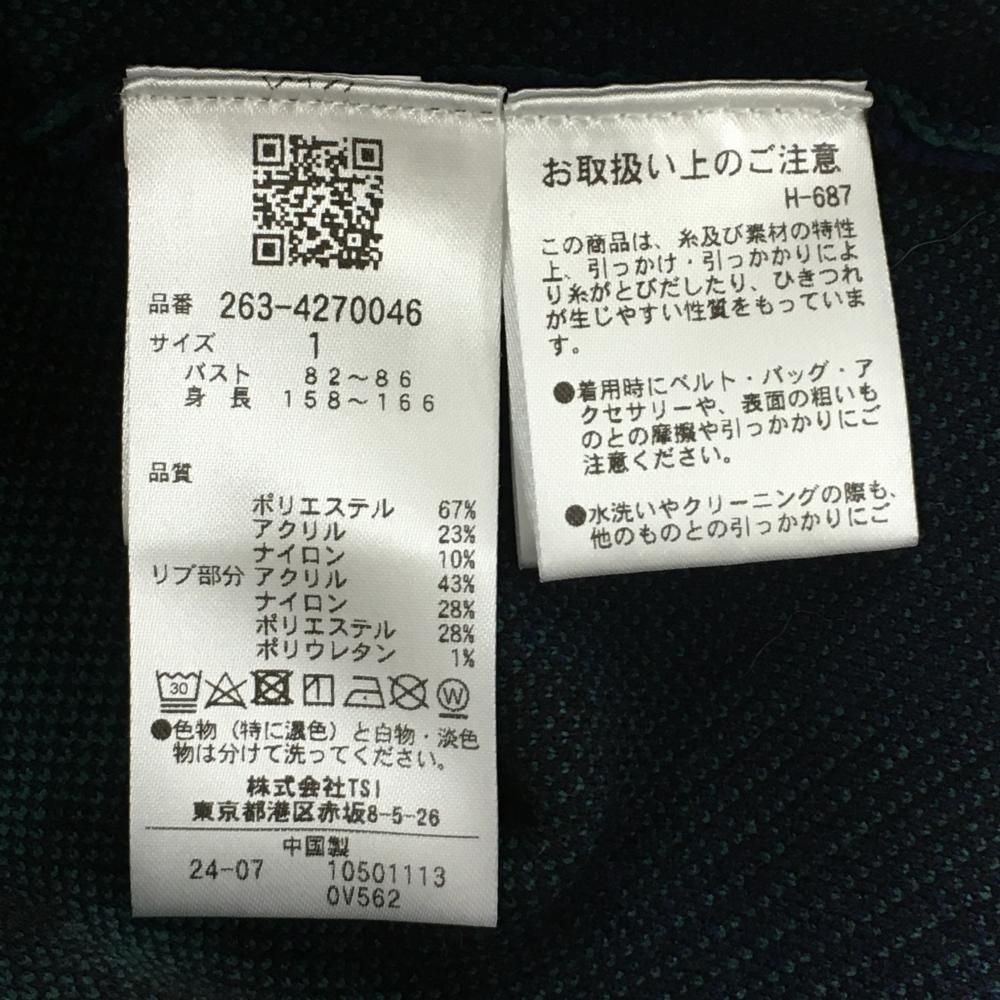 品番 263-4270046
サイズ 1
バスト 82～86
身長 158～166
品質
ポリエステル 67%
アクリル 23%
ナイロン 10%
リブ部分 アクリル 43%
ナイロン 28%
ポリエステル 28%
ポリウレタン 1%
30 W
●色物（特に濃色）と白物・淡色
物は分けて洗ってください。
株式会社TSI
東京都港区赤坂8-5-26
中国製
24-07 10501113
0V562
お取扱い上のご注意
H-687
この商品は、糸及び素材の特性
上、引っかけ・引っかかりによ
り糸がとびだしたり、ひきつれ
が生じやすい性質をもっていま
す。
●着用時にベルト・バッグ・ア
クセサリーや、表面の粗いも
のとの摩擦や引っかかりにご
注意ください。
●水洗いやクリーニングの際も、
他のものとの引っかかりにご